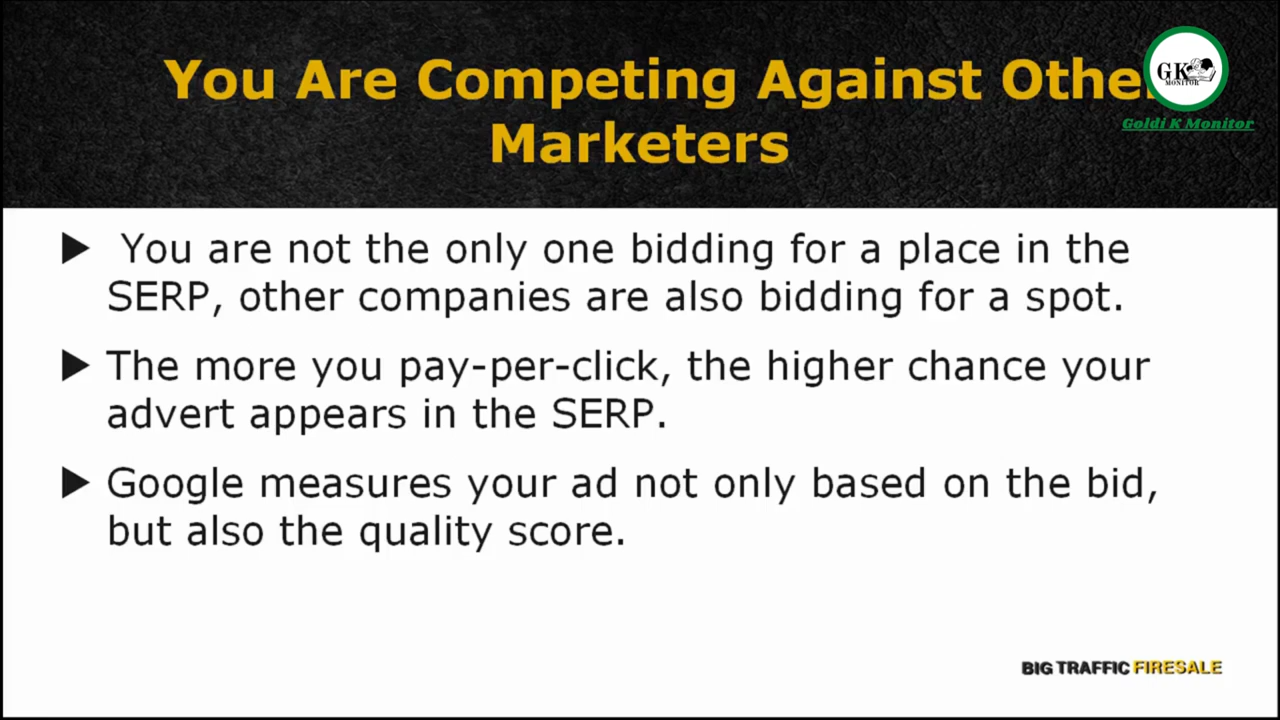 You Are Competing Against Other
Marketers
GK
MONITOR
Goldi K Monitor
▶ You are not the only one bidding for a place in the
SERP, other companies are also bidding for a spot.
▶ The more you pay-per-click, the higher chance your
advert appears in the SERP.
▶ Google measures your ad not only based on the bid,
but also the quality score.
BIG TRAFFIC FIRESALE